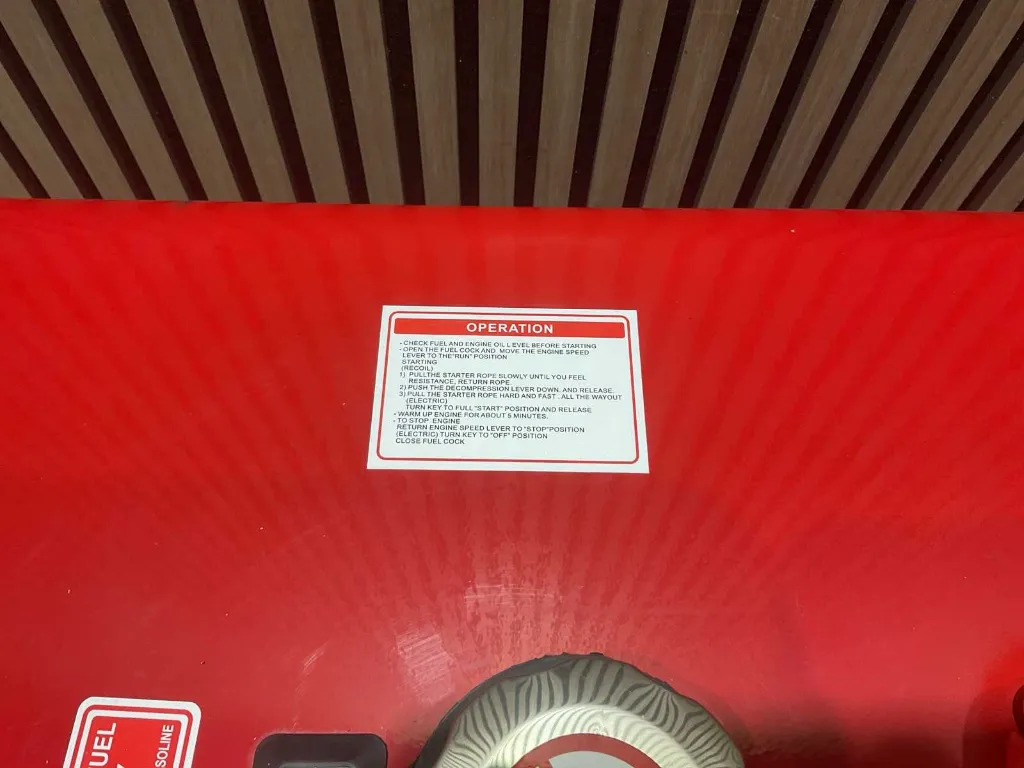 OPERATION
- CHECK FUEL AND ENGINE OIL LEVEL BEFORE STARTING
- OPEN THE FUEL COCK AND MOVE THE ENGINE SPEED
LEVER TO THE "RUN" POSITION
STARTING
(RECOIL)
1) PULL THE STARTER ROPE SLOWLY UNTIL YOU FEEL
RESISTANCE, RETURN ROPE.
2) PUSH THE DECOMPRESSION LEVER DOWN. AND RELEASE.
3) PULL THE STARTER ROPE HARD AND FAST . ALL THE WAYOUT
(ELECTRIC)
TURN KEY TO FULL "START" POSITION AND RELEASE
- WARM UP ENGINE FOR ABOUT 5 MINUTES.
- TO STOP ENGINE
RETURN ENGINE SPEED LEVER TO "STOP"POSITION
(ELECTRIC) TURN KEY TO "OFF" POSITION
CLOSE FUEL COCK